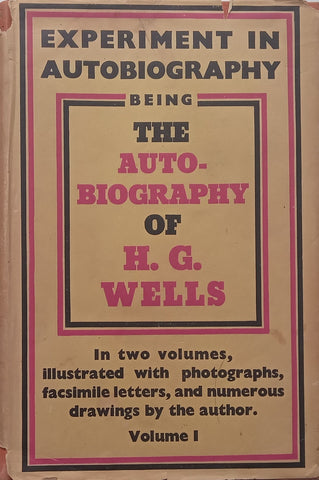 EXPERIMENT IN
AUTOBIOGRAPHY
BEING
THE
AUTO-
BIOGRAPHY
OF
H. G.
WELLS
In two volumes,
illustrated with photographs,
facsimile letters, and numerous
drawings by the author.
Volume I